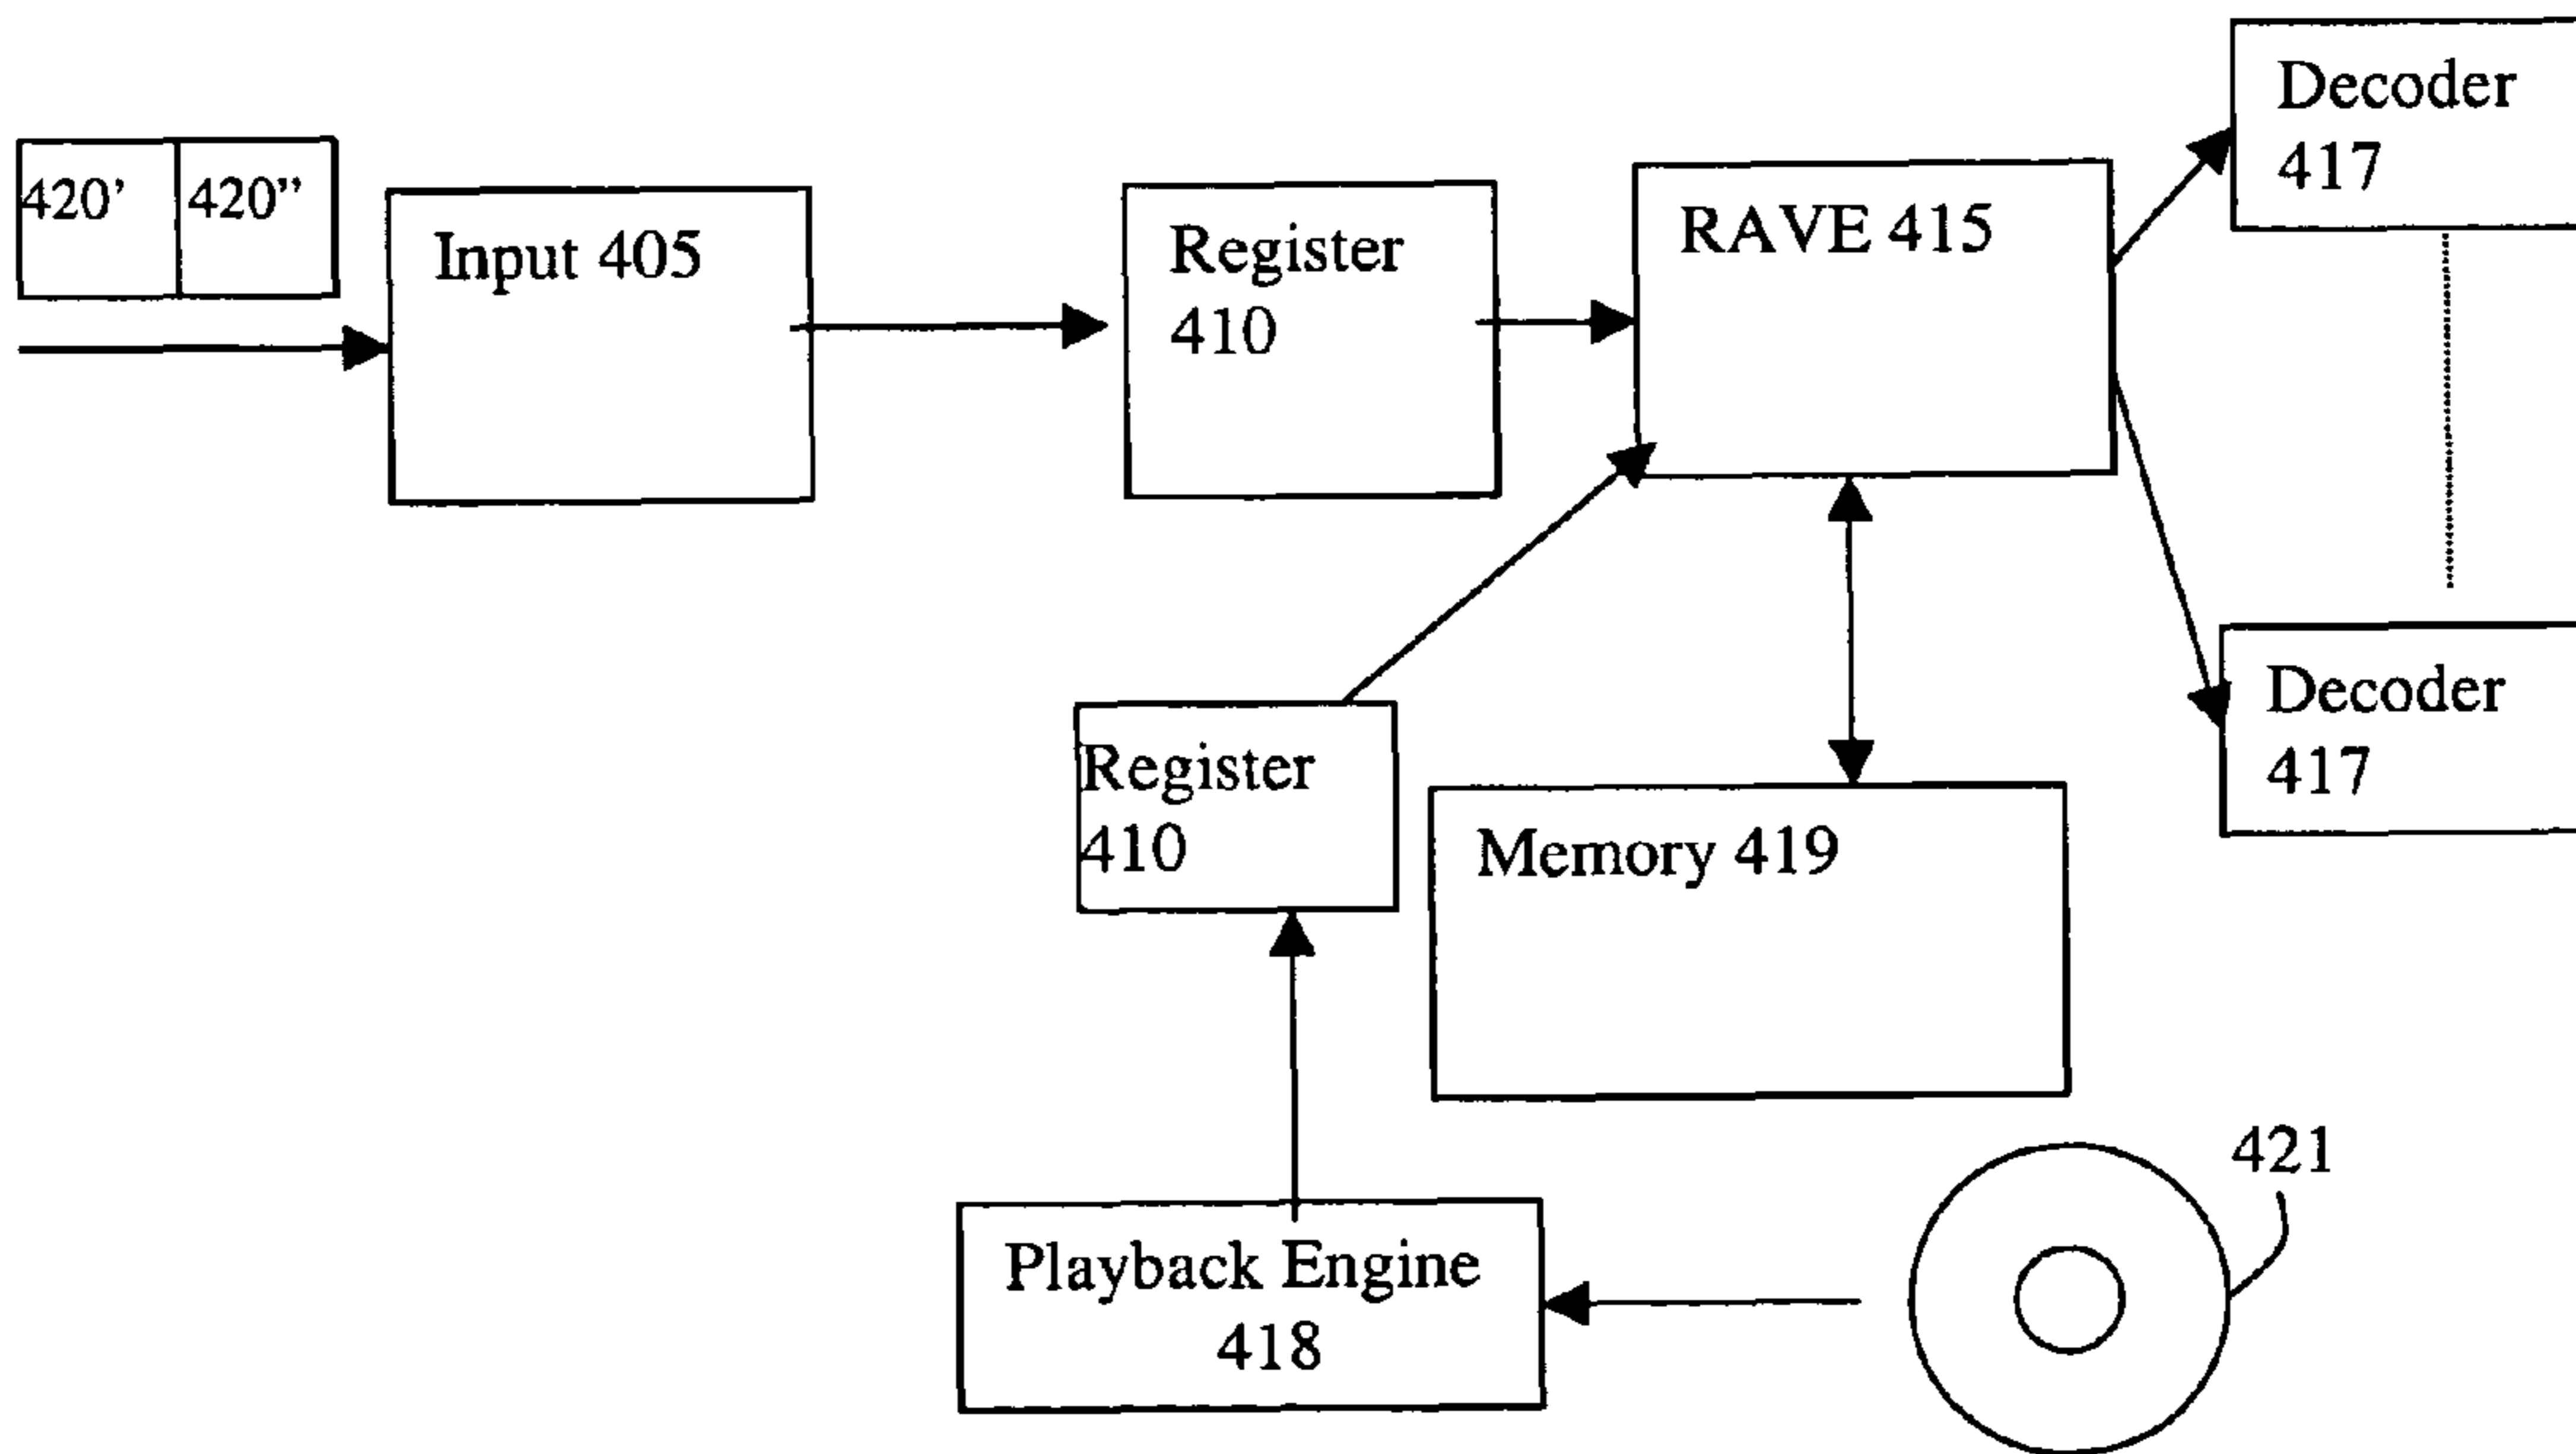 Decoder
417
420’ 420”
Input 405
Register
410
RAVE 415
Register
410
Memory 419
Decoder
417
421
Playback Engine
418